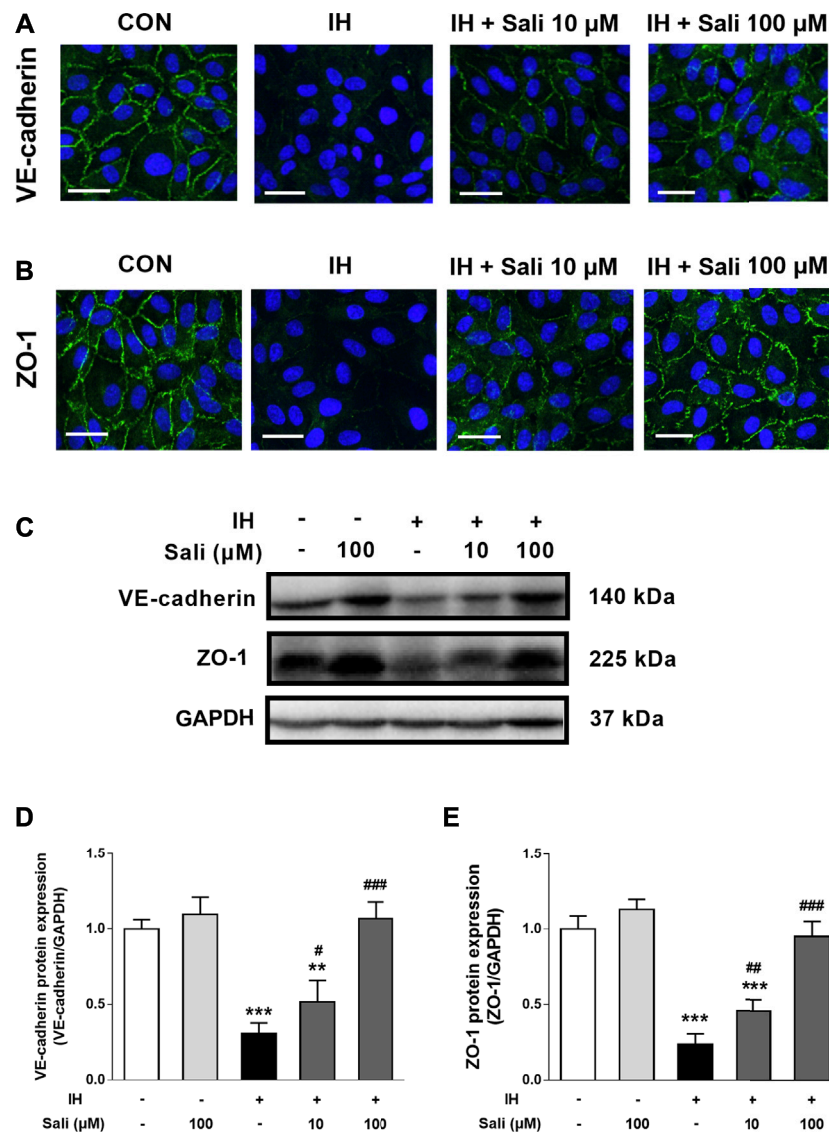 A
CON IH IH + Sali 10 µM IH + Sali 100 µM
VE-cadherin
B
CON IH IH + Sali 10 µM IH + Sali 100 µM
ZO-1
C
IH - - + + +
Sali (µM) - 100 - 10 100
VE-cadherin 140 kDa
ZO-1 225 kDa
GAPDH 37 kDa
D
VE-cadherin protein expression
(VE-cadherin/GAPDH)
1.5
1.0
0.5
0.0
***
#
**
###
IH - - + + +
Sali (µM) - 100 - 10 100
E
ZO-1 protein expression
(ZO-1/GAPDH)
1.5
1.0
0.5
0.0
***
##
***
###
IH - - + + +
Sali (µM) - 100 - 10 100